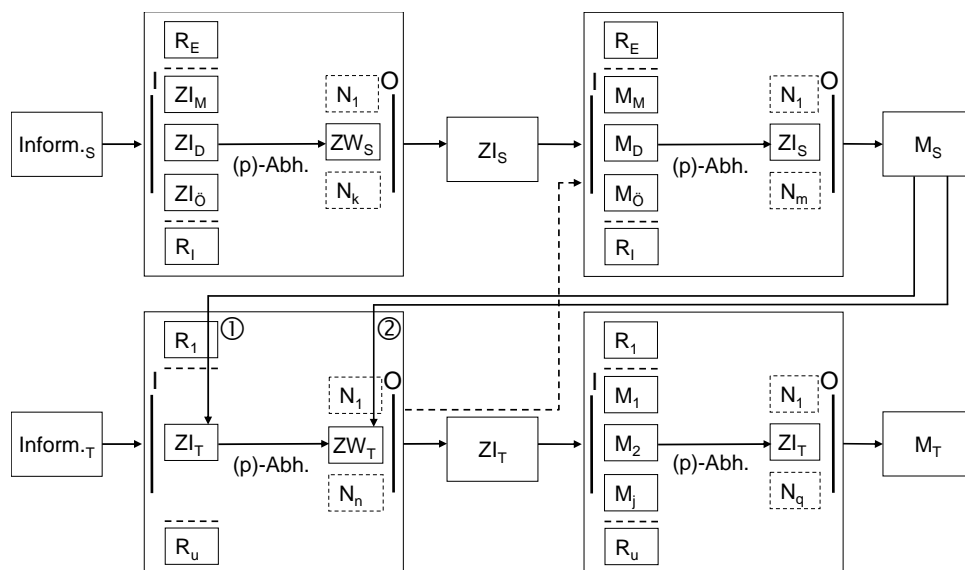 R_E
R_E
I
O
I
O
ZI_M
N_1
M_M
N_1
Inform._S
ZI_D
(p)-Abh.
ZW_S
ZI_S
M_D
(p)-Abh.
ZI_S
M_S
ZI_Ö
N_k
M_Ö
N_m
R_I
R_I
①
②
R_1
R_1
I
O
I
O
N_1
M_1
N_1
Inform._T
ZI_T
(p)-Abh.
ZW_T
ZI_T
M_2
(p)-Abh.
ZI_T
M_T
N_n
M_j
N_q
R_u
R_u